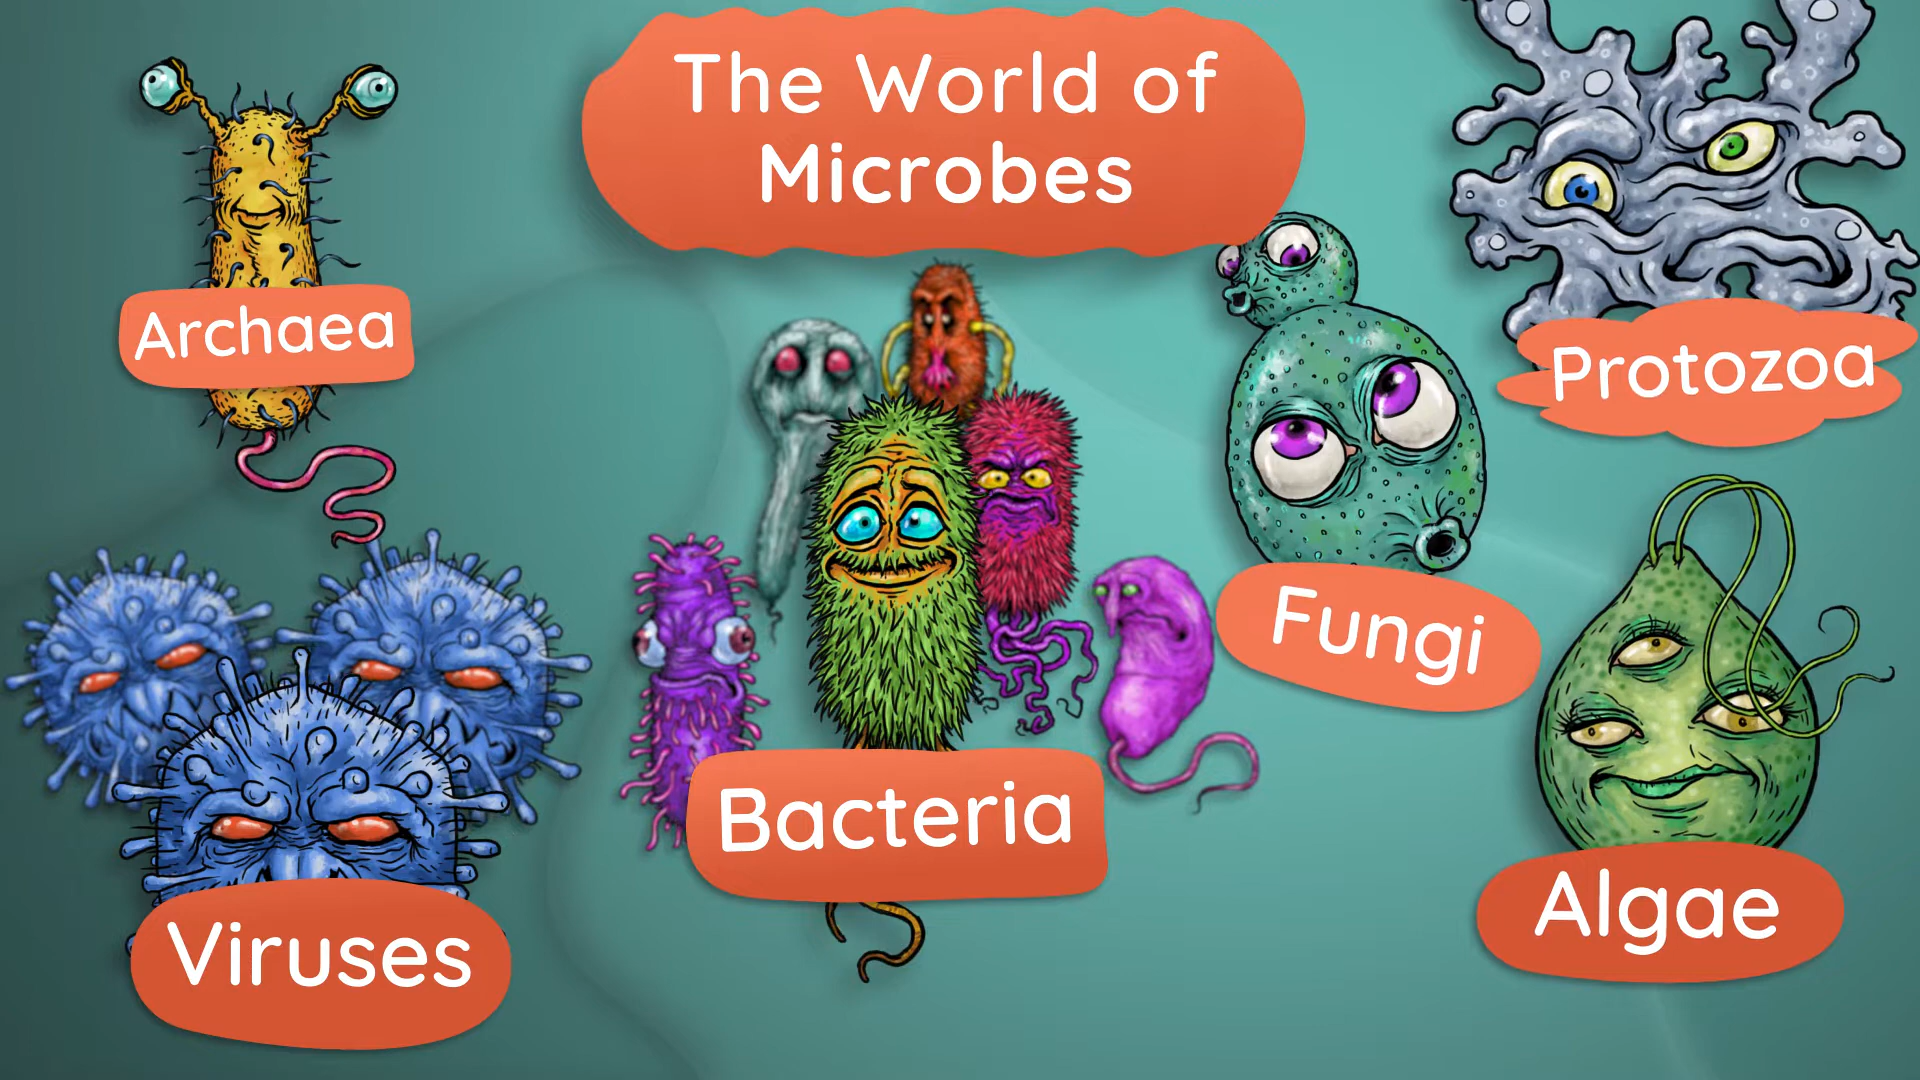 The World of
Microbes
Archaea
Protozoa
Fungi
Bacteria
Algae
Viruses